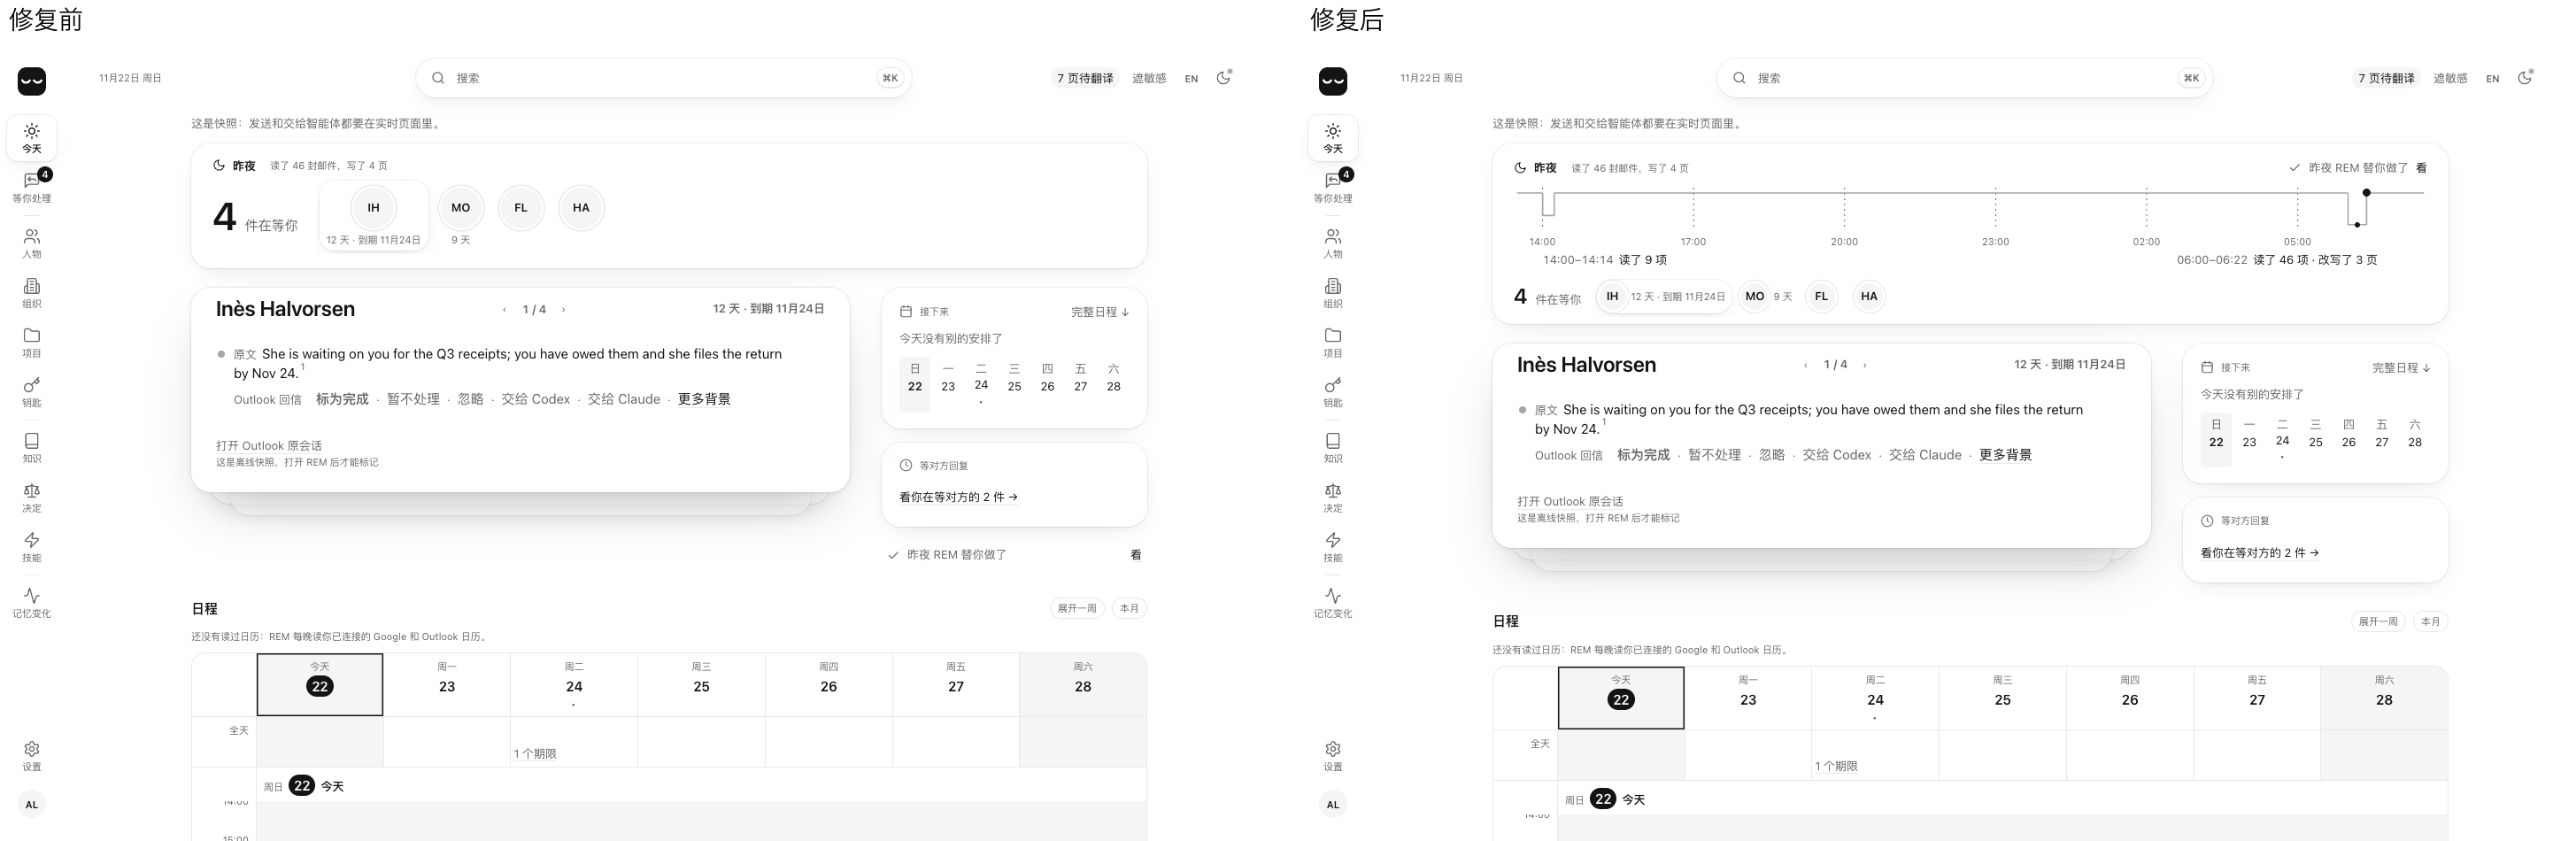 修复前
11月22日 周日
搜索
⌘K
7 页待翻译
遮敏感
EN
今天
4
等你处理
人物
组织
项目
钥匙
知识
决定
技能
记忆变化
设置
AL
这是快照：发送和交给智能体都要在实时页面里。
昨夜 读了 46 封邮件，写了 4 页
4 件在等你
IH
12 天 · 到期 11月24日
MO
9 天
FL
HA
Inès Halvorsen
‹ 1 / 4 ›
12 天 · 到期 11月24日
原文 She is waiting on you for the Q3 receipts; you have owed them and she files the return
by Nov 24. 1
Outlook 回信 标为完成 · 暂不处理 · 忽略 · 交给 Codex · 交给 Claude · 更多背景
打开 Outlook 原会话
这是离线快照，打开 REM 后才能标记
接下来
完整日程 ↓
今天没有别的安排了
日 一 二 三 四 五 六
22 23 24 25 26 27 28
等对方回复
看你在等对方的 2 件 →
昨夜 REM 替你做了 看
日程
展开一周 本月
还没有读过日历：REM 每晚读你已连接的 Google 和 Outlook 日历。
今天 周一 周二 周三 周四 周五 周六
22 23 24 25 26 27 28
全天
1 个期限
周日 22 今天
14:00
15:00
修复后
11月22日 周日
搜索
⌘K
7 页待翻译
遮敏感
EN
今天
4
等你处理
人物
组织
项目
钥匙
知识
决定
技能
记忆变化
设置
AL
这是快照：发送和交给智能体都要在实时页面里。
昨夜 读了 46 封邮件，写了 4 页
昨夜 REM 替你做了 看
14:00 17:00 20:00 23:00 02:00 05:00
14:00–14:14 读了 9 项
06:00–06:22 读了 46 项 · 改写了 3 页
4 件在等你
IH 12 天 · 到期 11月24日
MO 9 天
FL
HA
Inès Halvorsen
‹ 1 / 4 ›
12 天 · 到期 11月24日
原文 She is waiting on you for the Q3 receipts; you have owed them and she files the return
by Nov 24. 1
Outlook 回信 标为完成 · 暂不处理 · 忽略 · 交给 Codex · 交给 Claude · 更多背景
打开 Outlook 原会话
这是离线快照，打开 REM 后才能标记
接下来
完整日程 ↓
今天没有别的安排了
日 一 二 三 四 五 六
22 23 24 25 26 27 28
等对方回复
看你在等对方的 2 件 →
日程
展开一周 本月
还没有读过日历：REM 每晚读你已连接的 Google 和 Outlook 日历。
今天 周一 周二 周三 周四 周五 周六
22 23 24 25 26 27 28
全天
1 个期限
周日 22 今天
14:00